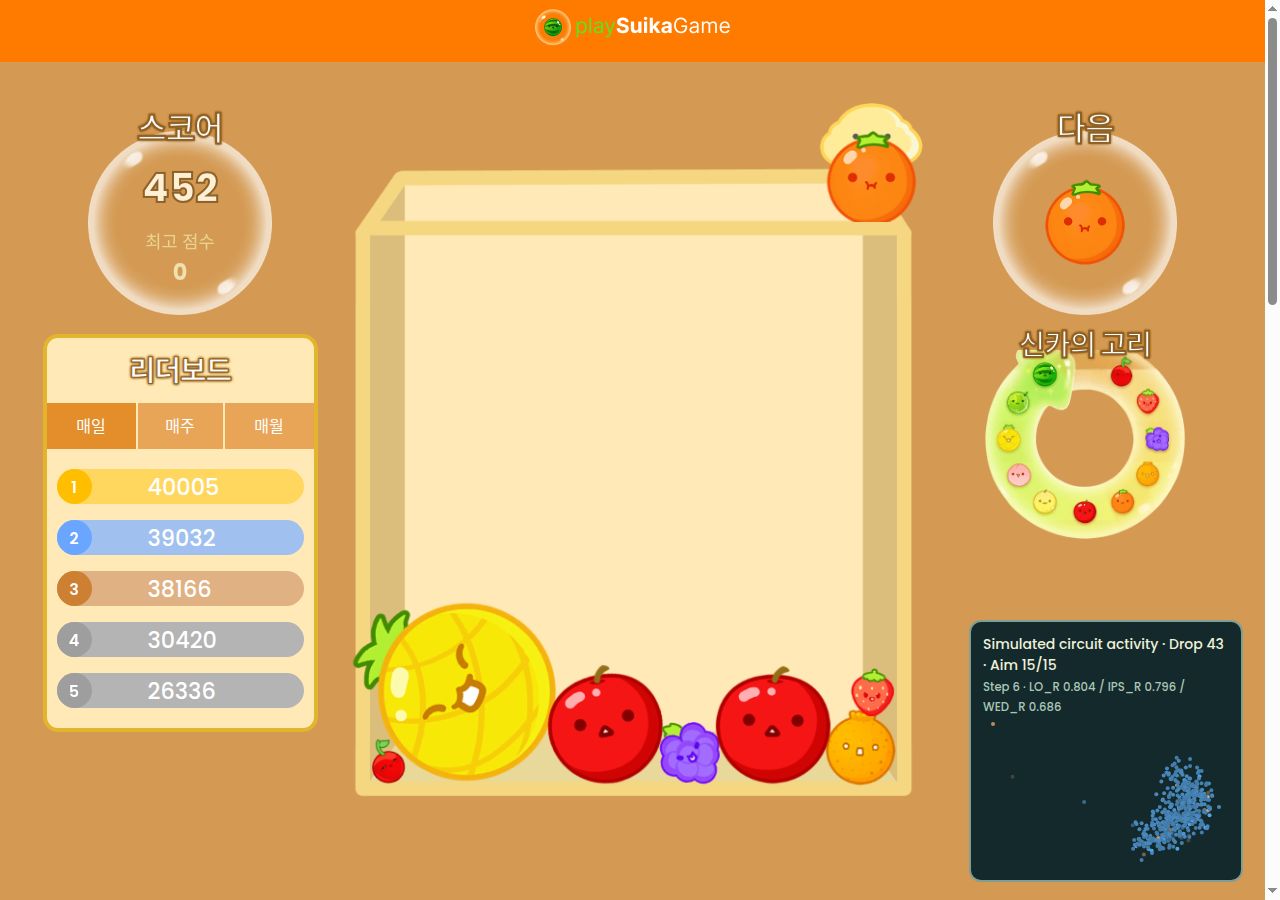 playSuikaGame
스코어
452
최고 점수
0
다음
신카의 고리
리더보드
매일 매주 매월
1 40005
2 39032
3 38166
4 30420
5 26336
Simulated circuit activity · Drop 43
· Aim 15/15
Step 6 · LO_R 0.804 / IPS_R 0.796 /
WED_R 0.686